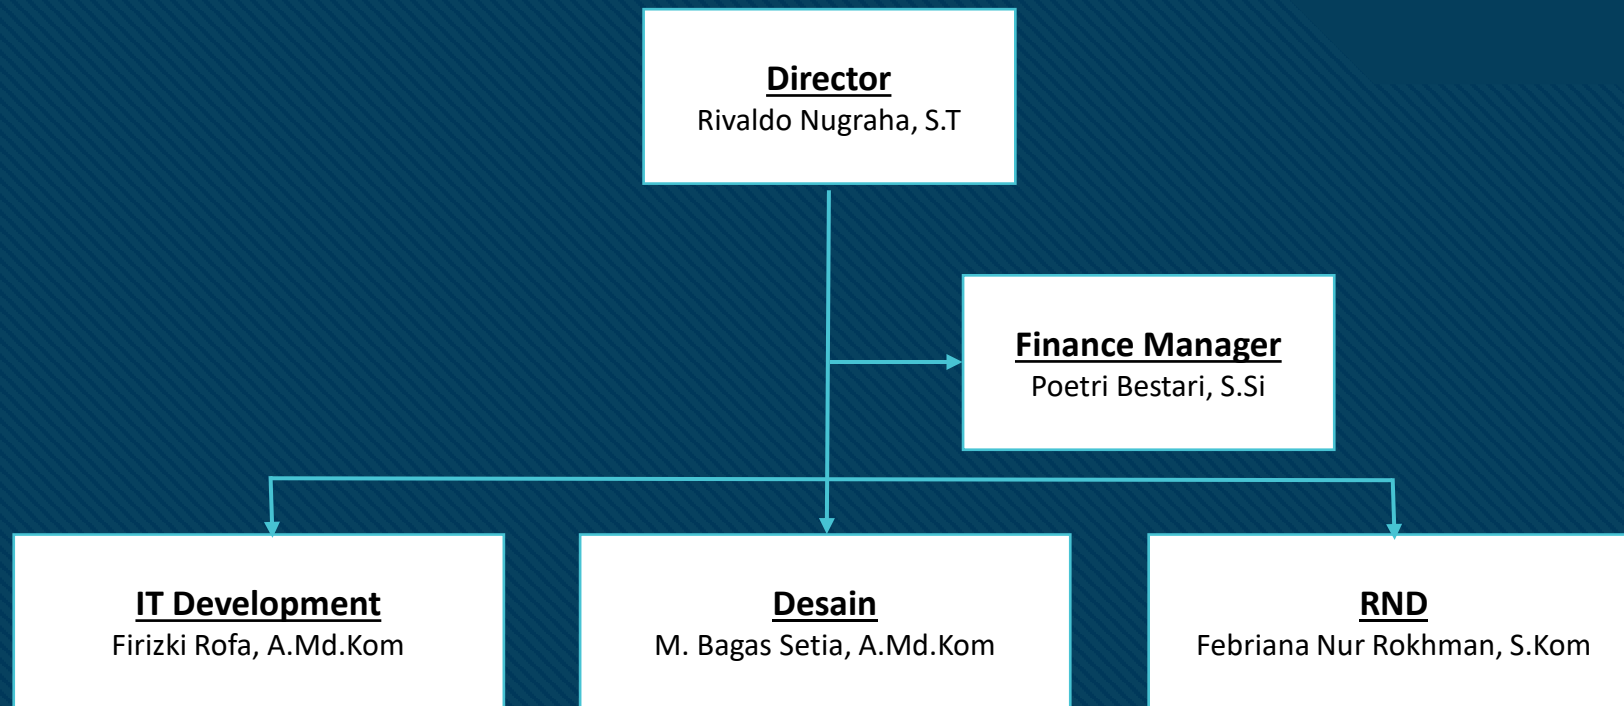 Director
Rivaldo Nugraha, S.T
Finance Manager
Poetri Bestari, S.Si
IT Development
Firizki Rofa, A.Md.Kom
Desain
M. Bagas Setia, A.Md.Kom
RND
Febriana Nur Rokhman, S.Kom